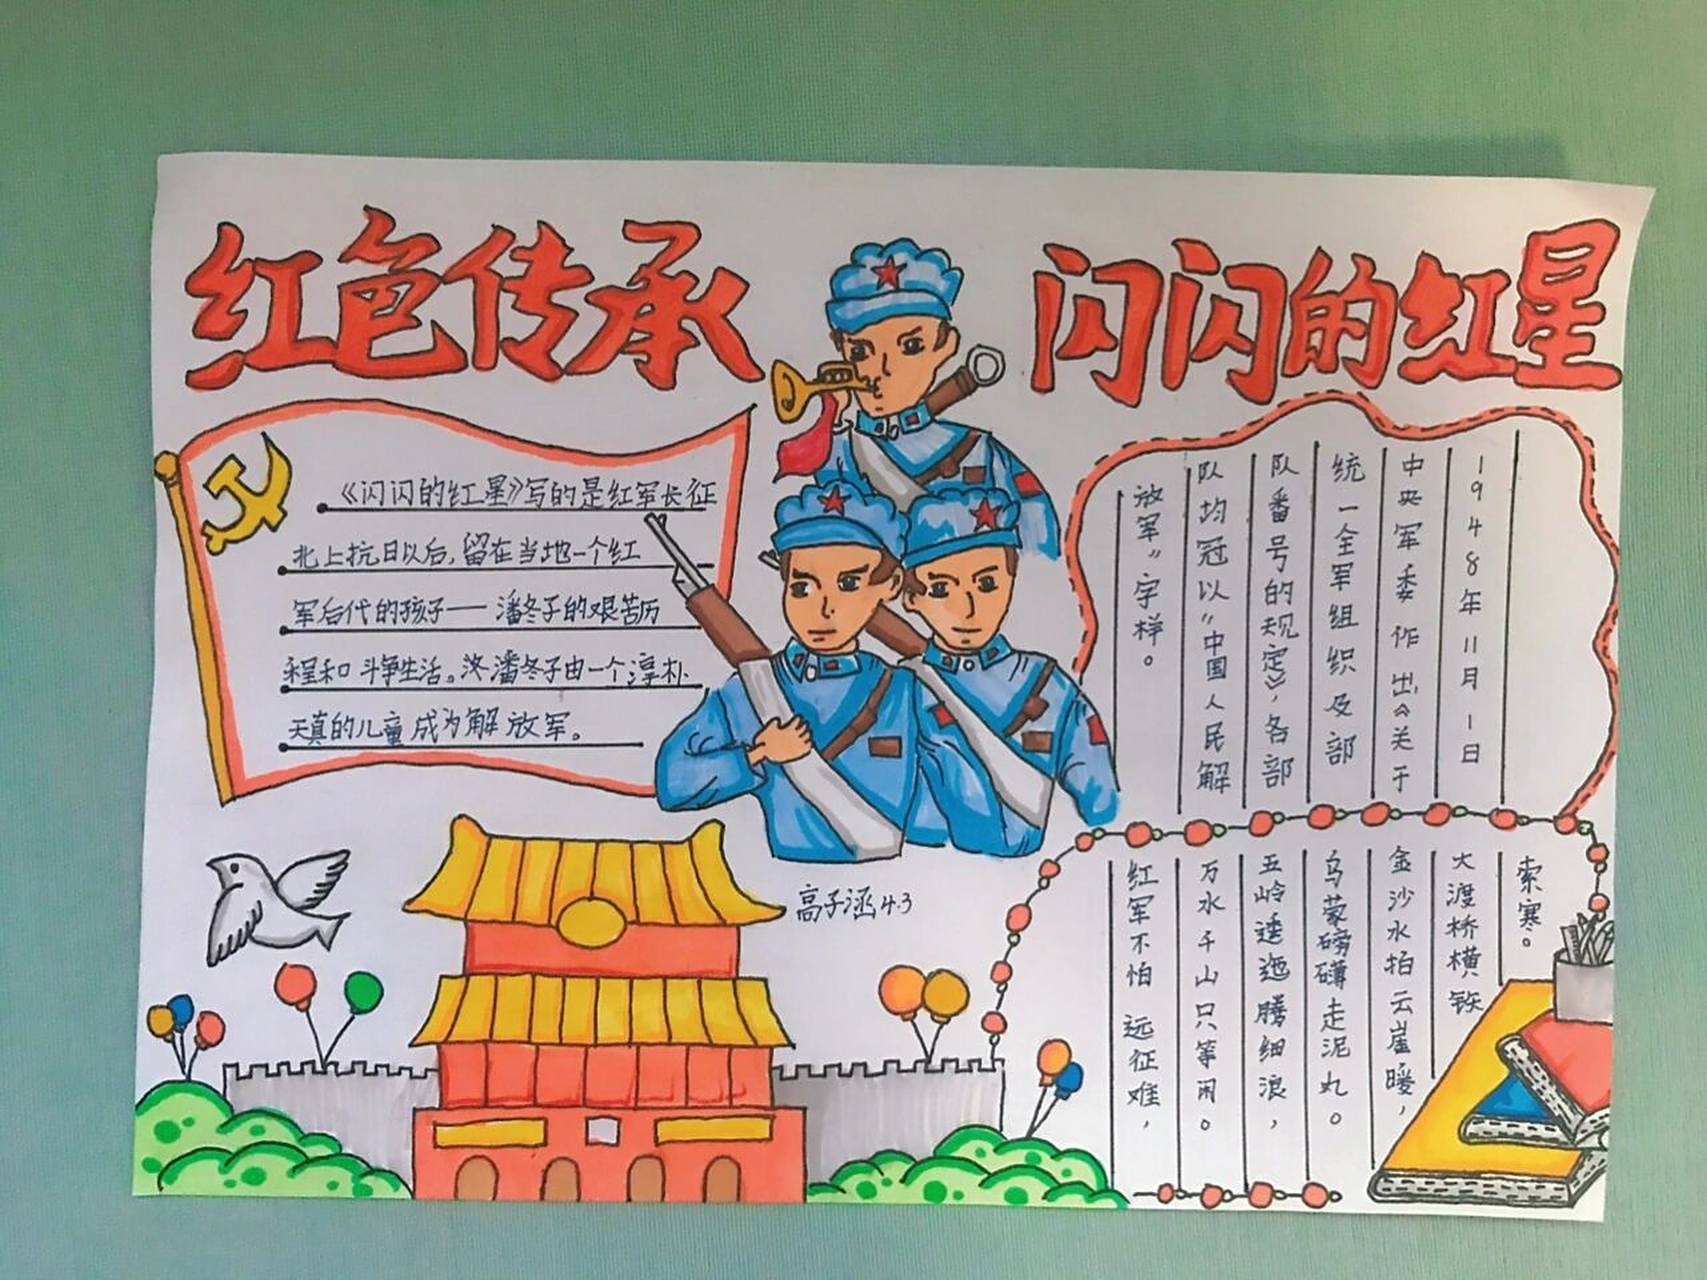 红色传承
闪闪的红星
《闪闪的红星》写的是红军长征
北上抗日以后,留在当地一个红
军后代的孩子——潘冬子的艰苦历
程和斗争生活。潘冬子由一个淳朴
天真的儿童成为解放军。
1948年11月1日
中央军委作出《关于
统一全军组织及部
队番号的规定》,各部
队均冠以"中国人民解
放军"字样。
高子涵4.3
红军不怕远征难,
万水千山只等闲。
五岭逶迤腾细浪,
乌蒙磅礴走泥丸。
金沙水拍云崖暖,
大渡桥横铁
索寒。